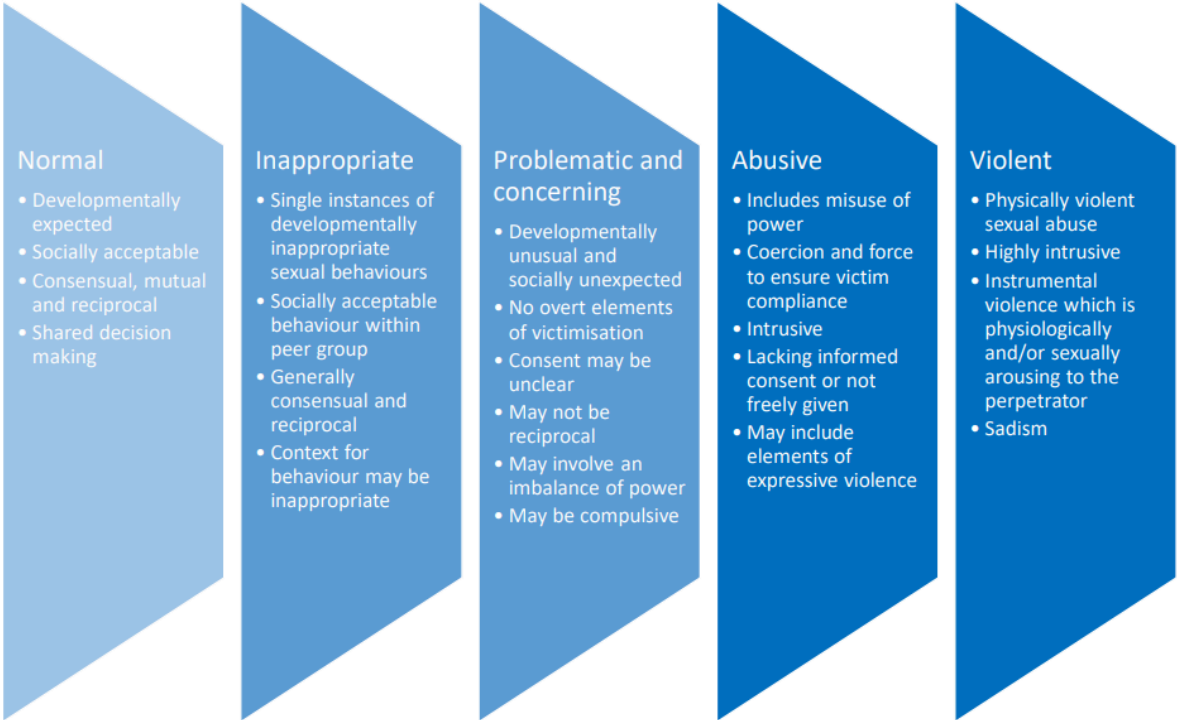 Normal
• Developmentally
expected
• Socially acceptable
• Consensual, mutual
and reciprocal
• Shared decision
making
Inappropriate
• Single instances of
developmentally
inappropriate
sexual behaviours
• Socially acceptable
behaviour within
peer group
• Generally
consensual and
reciprocal
• Context for
behaviour may be
inappropriate
Problematic and
concerning
• Developmentally
unusual and
socially unexpected
• No overt elements
of victimisation
• Consent may be
unclear
• May not be
reciprocal
• May involve an
imbalance of power
• May be compulsive
Abusive
• Includes misuse of
power
• Coercion and force
to ensure victim
compliance
• Intrusive
• Lacking informed
consent or not
freely given
• May include
elements of
expressive violence
Violent
• Physically violent
sexual abuse
• Highly intrusive
• Instrumental
violence which is
physiologically
and/or sexually
arousing to the
perpetrator
• Sadism